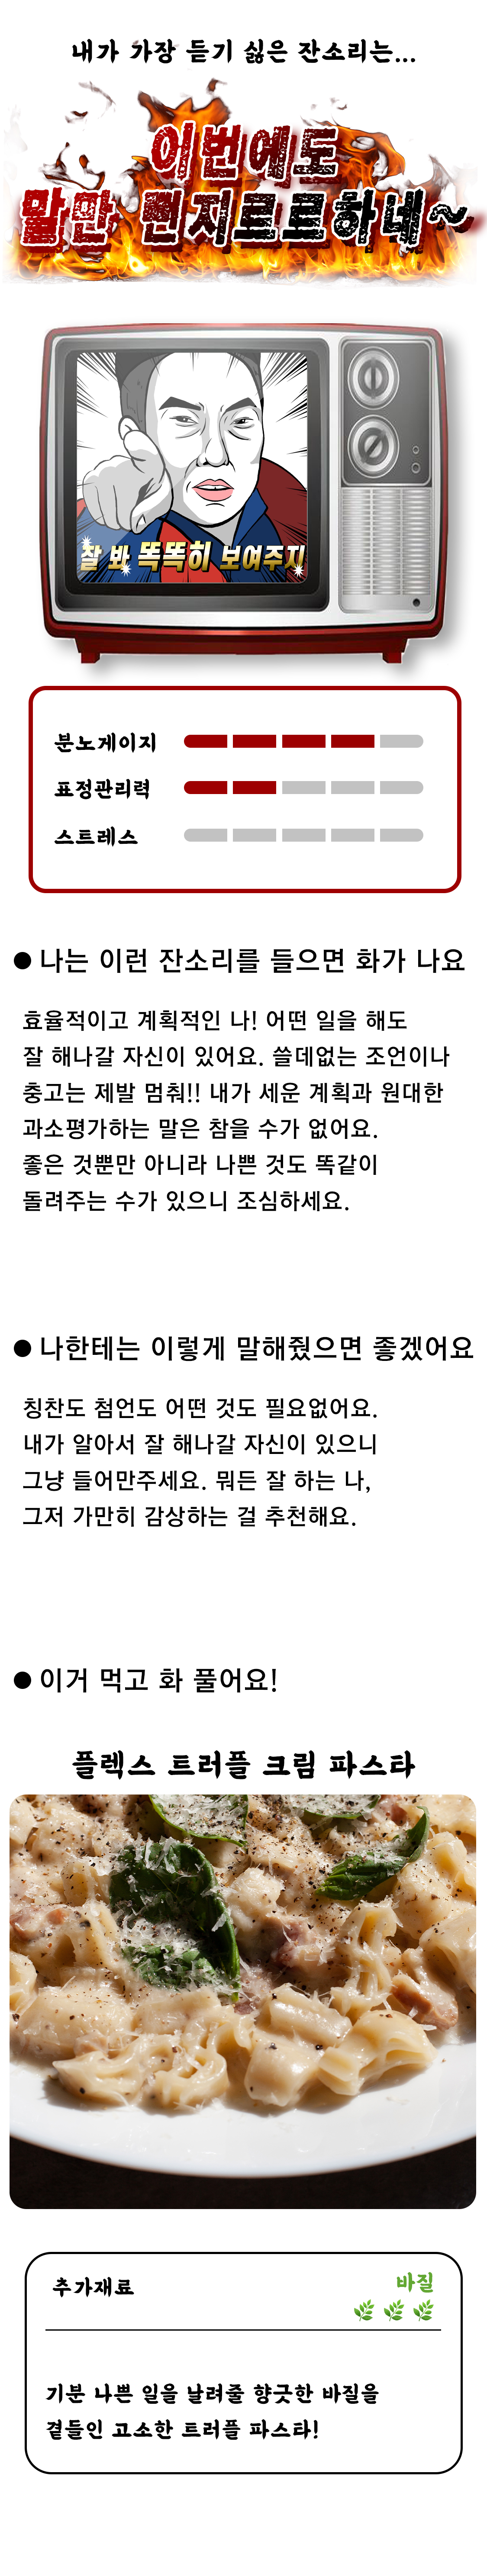 내가 가장 듣기 싫은 잔소리는...
이번에도
말만 뻔지르르하네~
잘 봐 똑똑히 보여주지
분노게이지
표정관리력
스트레스
● 나는 이런 잔소리를 들으면 화가 나요
효율적이고 계획적인 나! 어떤 일을 해도
잘 해나갈 자신이 있어요. 쓸데없는 조언이나
충고는 제발 멈춰!! 내가 세운 계획과 원대한
과소평가하는 말은 참을 수가 없어요.
좋은 것뿐만 아니라 나쁜 것도 똑같이
돌려주는 수가 있으니 조심하세요.
● 나한테는 이렇게 말해줬으면 좋겠어요
칭찬도 첨언도 어떤 것도 필요없어요.
내가 알아서 잘 해나갈 자신이 있으니
그냥 들어만주세요. 뭐든 잘 하는 나,
그저 가만히 감상하는 걸 추천해요.
● 이거 먹고 화 풀어요!
플렉스 트러플 크림 파스타
추가재료
바질
기분 나쁜 일을 날려줄 향긋한 바질을
곁들인 고소한 트러플 파스타!